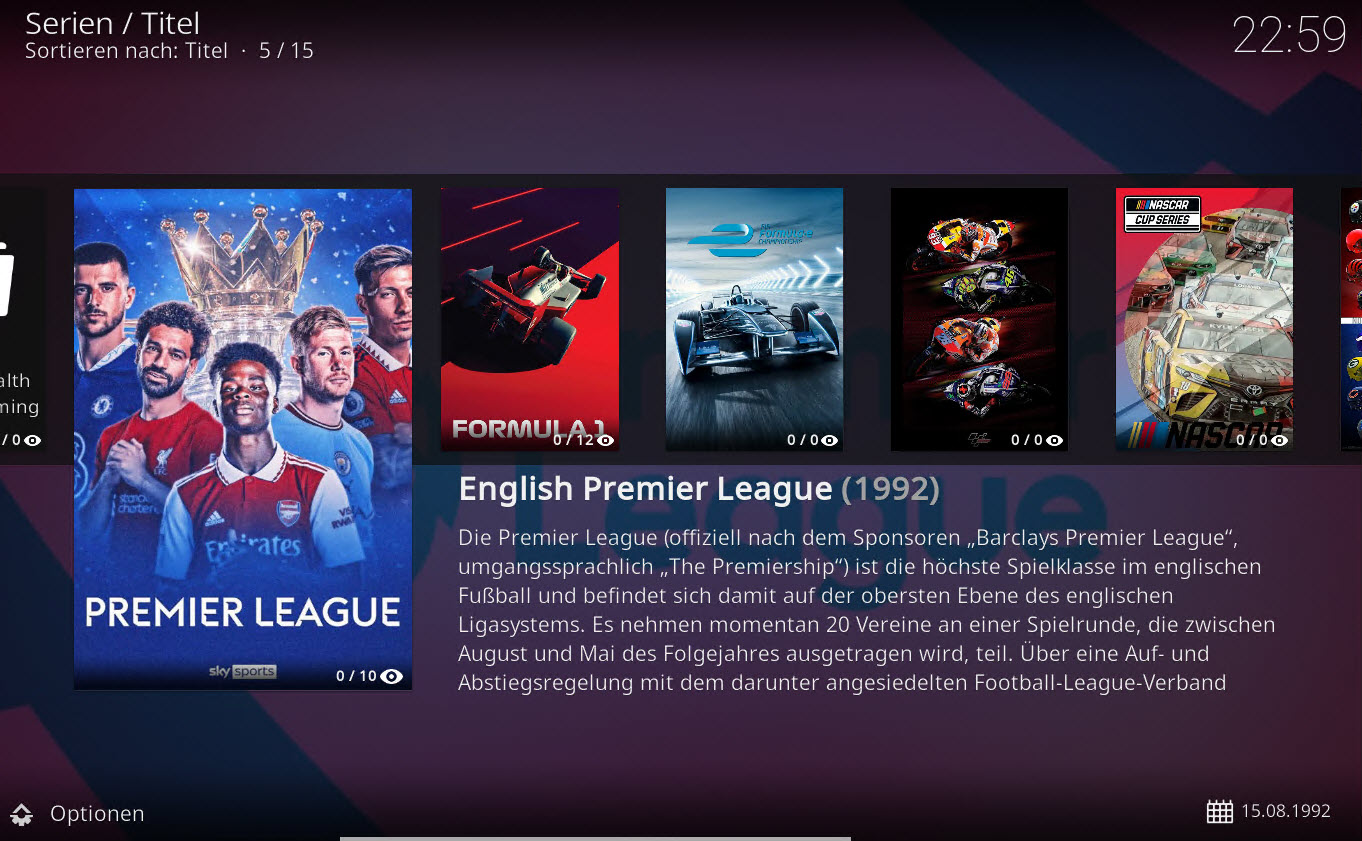 Serien / Titel
Sortieren nach: Titel · 5 / 15
22:59
alth
ming
/ 0
PREMIER LEAGUE
sky sports
0 / 10
Emirates
FORMULA 1
0 / 12
Formula-e
CHAMPIONSHIP
0 / 0
0 / 0
NASCAR
CUP SERIES
NASCAR
0 / 0
English Premier League (1992)
Die Premier League (offiziell nach dem Sponsoren „Barclays Premier League“,
umgangssprachlich „The Premiership“) ist die höchste Spielklasse im englischen
Fußball und befindet sich damit auf der obersten Ebene des englischen
Ligasystems. Es nehmen momentan 20 Vereine an einer Spielrunde, die zwischen
August und Mai des Folgejahres ausgetragen wird, teil. Über eine Auf- und
Abstiegsregelung mit dem darunter angesiedelten Football-League-Verband
Optionen
15.08.1992